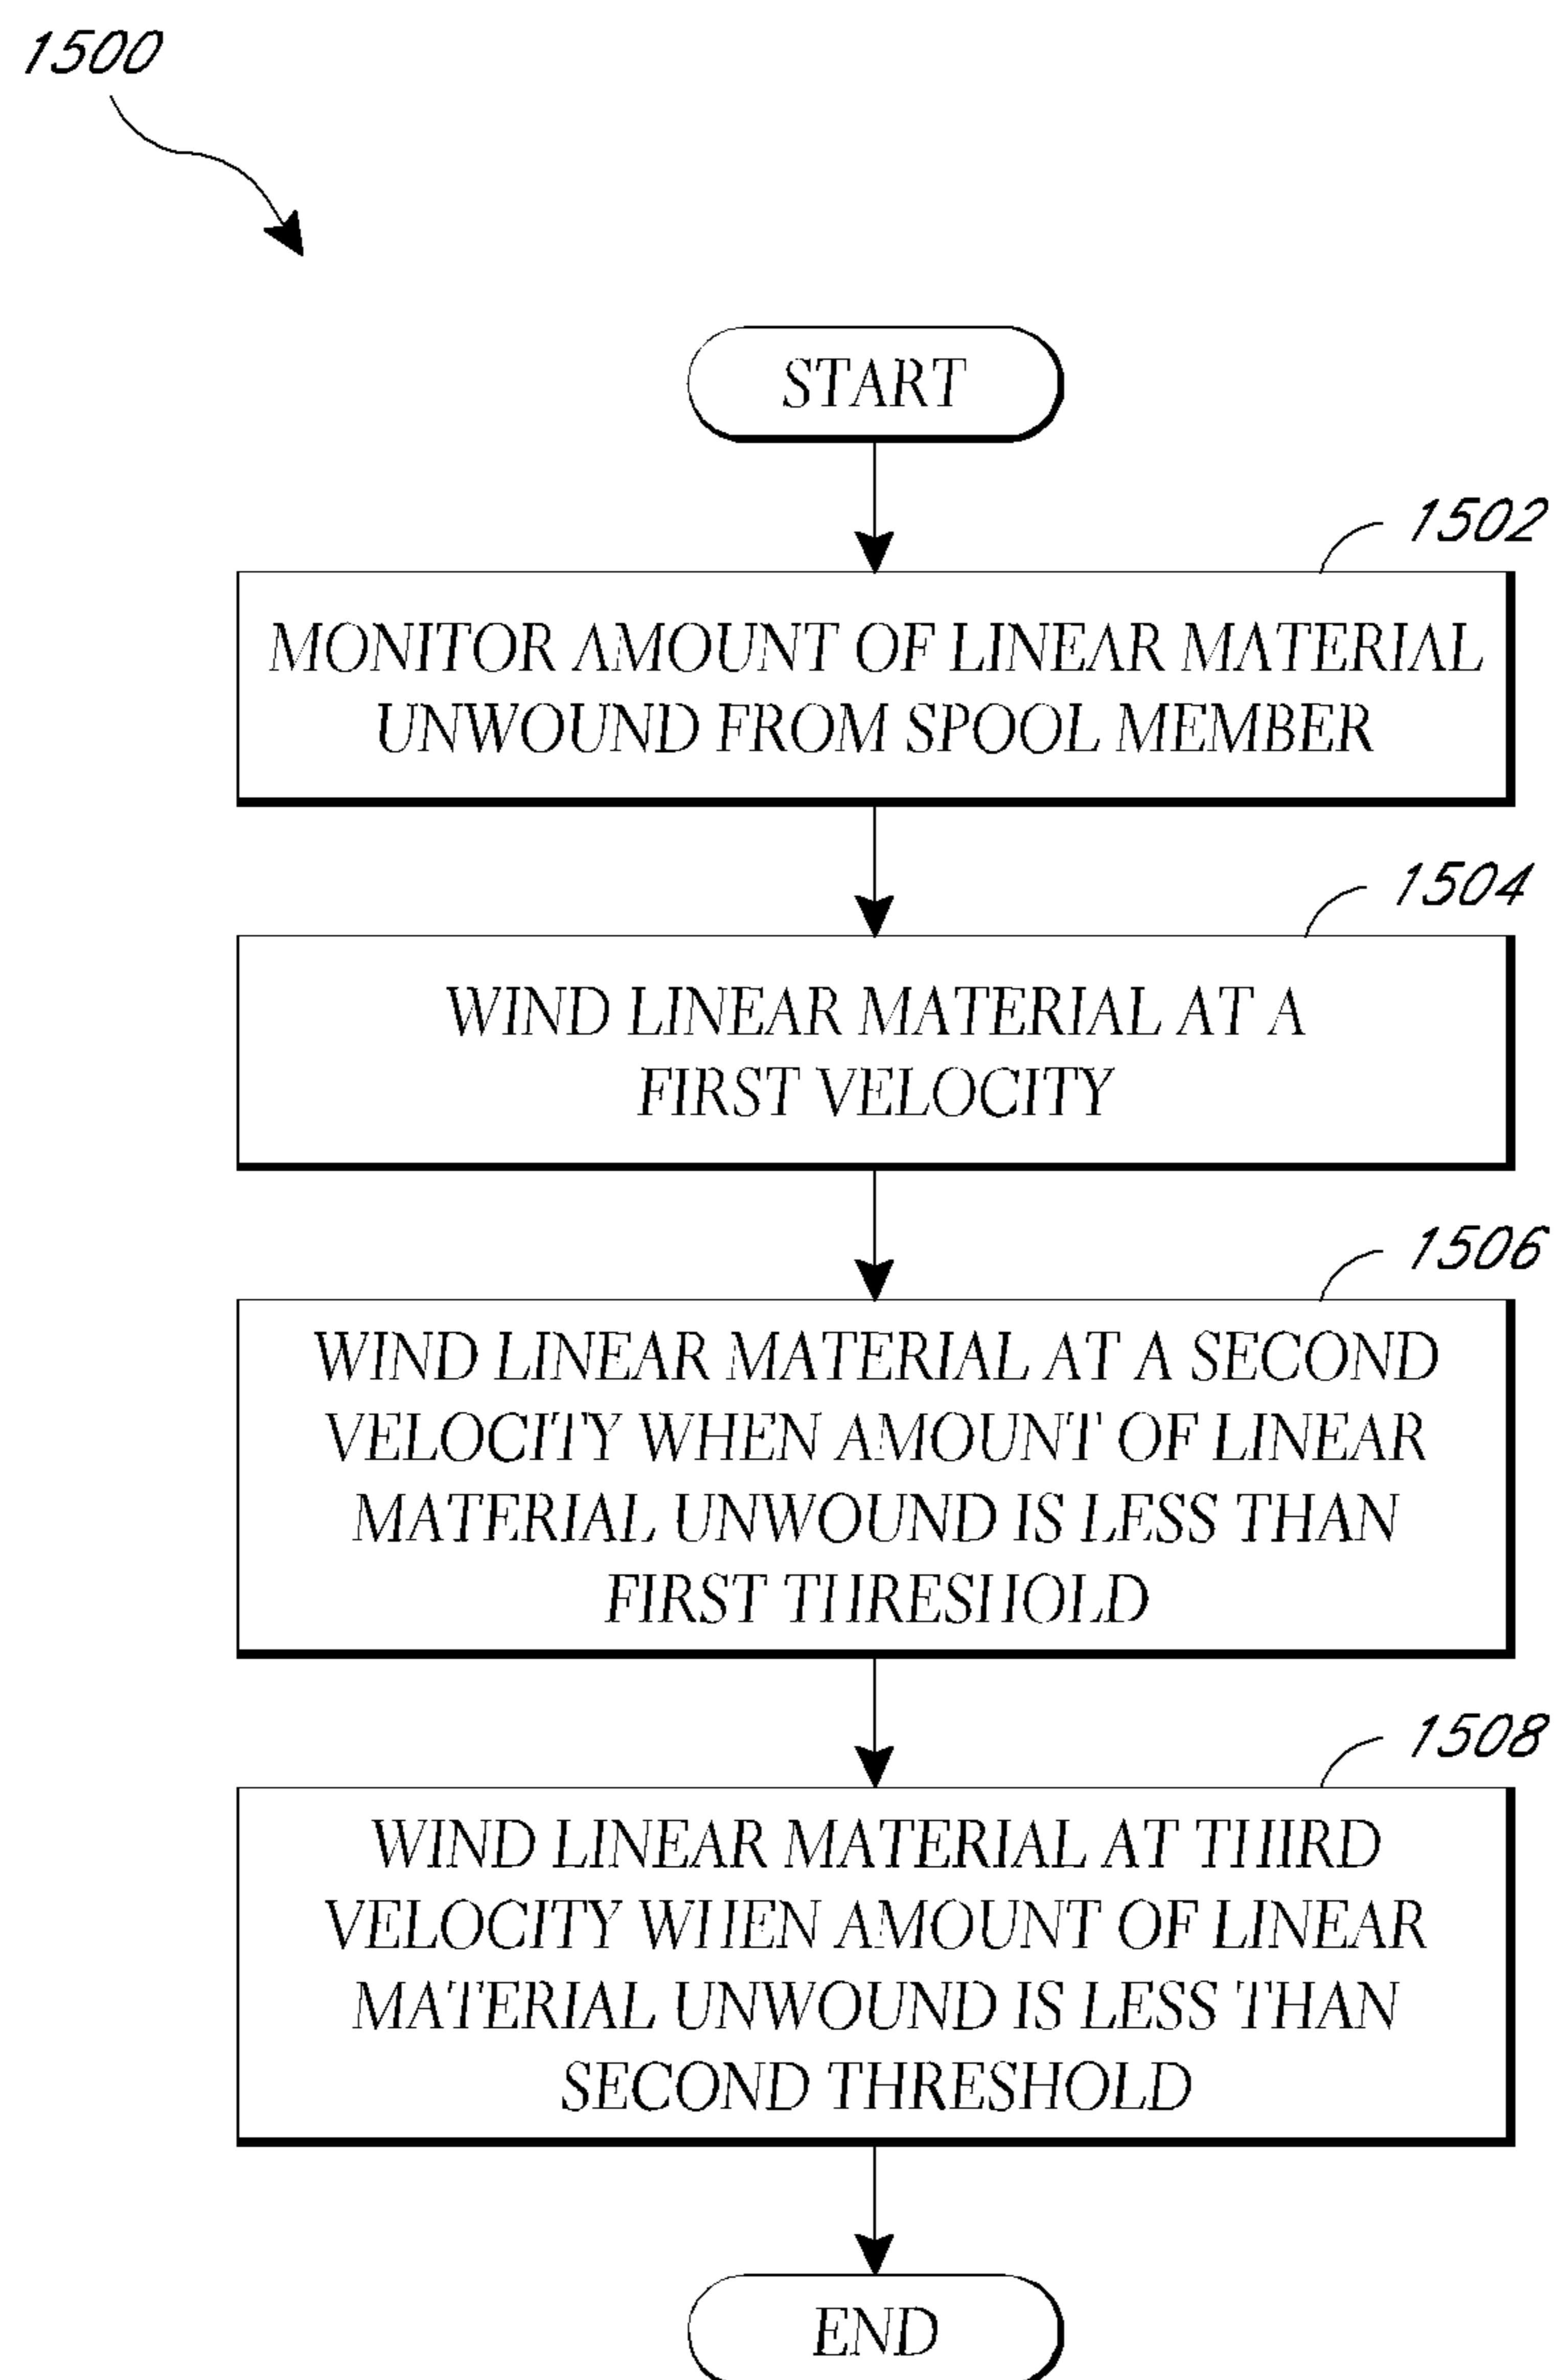 1500
START
1502
MONITOR AMOUNT OF LINEAR MATERIAL
UNWOUND FROM SPOOL MEMBER
1504
WIND LINEAR MATERIAL AT A
FIRST VELOCITY
1506
WIND LINEAR MATERIAL AT A SECOND
VELOCITY WHEN AMOUNT OF LINEAR
MATERIAL UNWOUND IS LESS THAN
FIRST THRESHOLD
1508
WIND LINEAR MATERIAL AT THIRD
VELOCITY WHEN AMOUNT OF LINEAR
MATERIAL UNWOUND IS LESS THAN
SECOND THRESHOLD
END